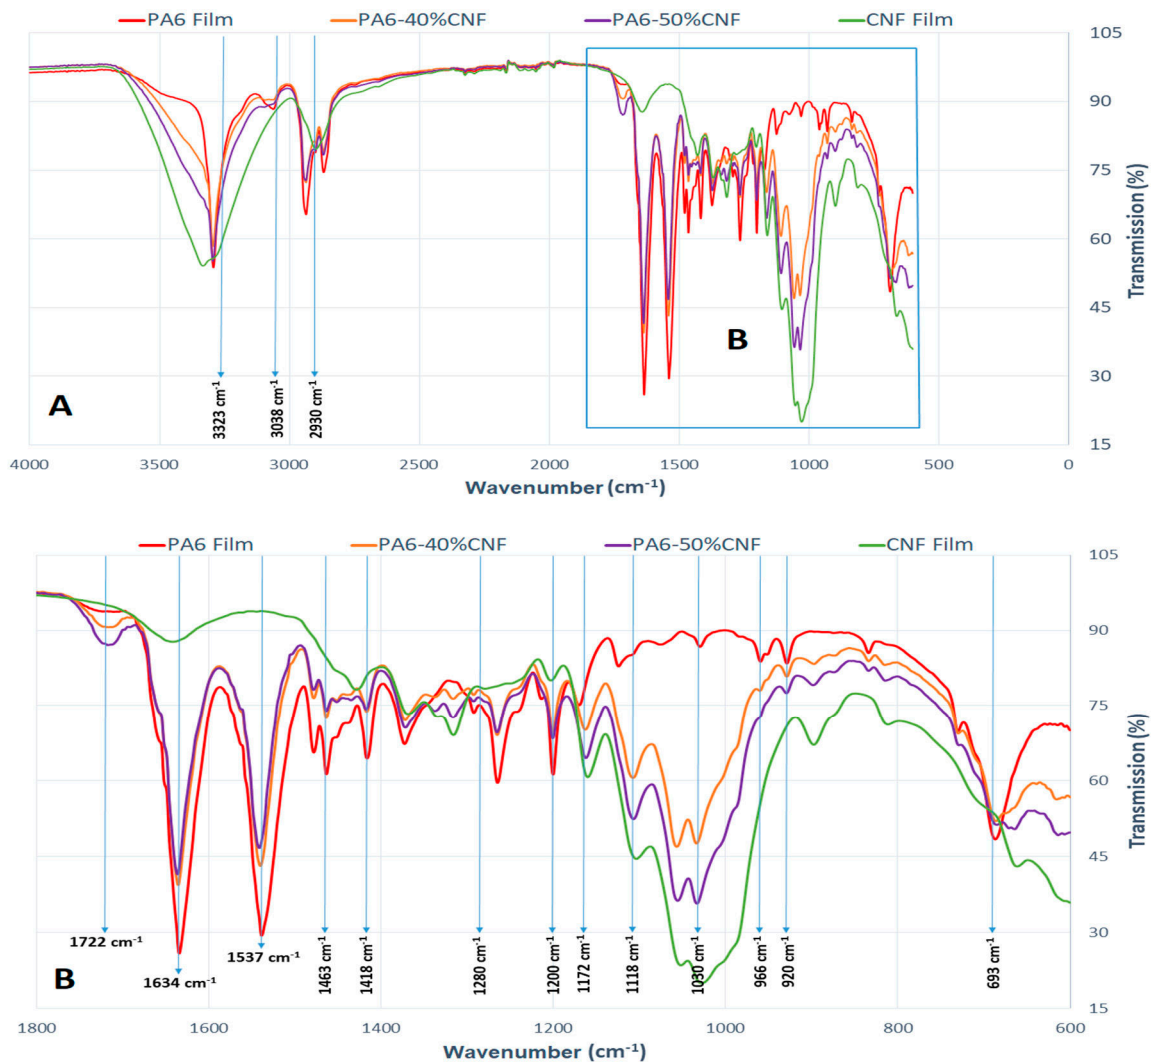 PA6 Film PA6-40%CNF PA6-50%CNF CNF Film
105
90
75
60
45
30
15
Transmission (%)
B
A
3323 cm-1
3038 cm-1
2930 cm-1
4000 3500 3000 2500 2000 1500 1000 500 0
Wavenumber (cm-1)
PA6 Film PA6-40%CNF PA6-50%CNF CNF Film
105
90
75
60
45
30
15
Transmission (%)
1722 cm-1
1634 cm-1
1537 cm-1
1463 cm-1
1418 cm-1
1280 cm-1
1200 cm-1
1172 cm-1
1118 cm-1
1030 cm-1
966 cm-1
920 cm-1
693 cm-1
B
1800 1600 1400 1200 1000 800 600
Wavenumber (cm-1)